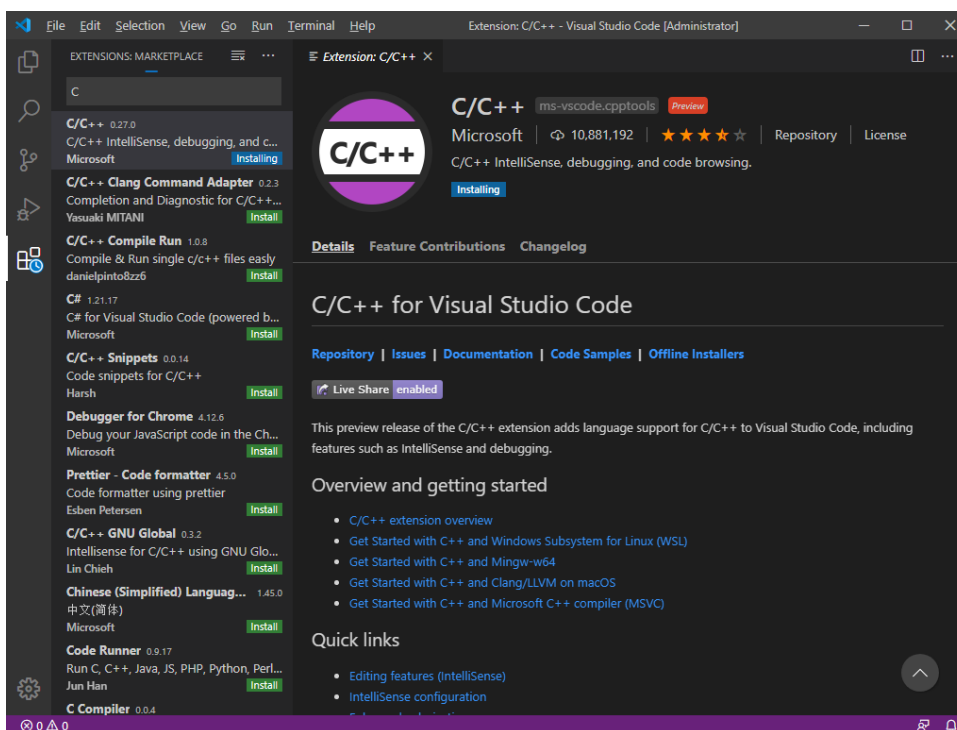 File Edit Selection View Go Run Terminal Help Extension: C/C++ - Visual Studio Code [Administrator]
EXTENSIONS: MARKETPLACE
C
C/C++ 0.27.0
C/C++ IntelliSense, debugging, and c...
Microsoft Installing
C/C++ Clang Command Adapter 0.2.3
Completion and Diagnostic for C/C++...
Yasuaki MITANI Install
C/C++ Compile Run 1.0.8
Compile & Run single c/c++ files easly
danielpinto8zz6 Install
C# 1.21.17
C# for Visual Studio Code (powered b...
Microsoft Install
C/C++ Snippets 0.0.14
Code snippets for C/C++
Harsh Install
Debugger for Chrome 4.12.6
Debug your JavaScript code in the Ch...
Microsoft Install
Prettier - Code formatter 4.5.0
Code formatter using prettier
Esben Petersen Install
C/C++ GNU Global 0.3.2
Intellisense for C/C++ using GNU Glo...
Lin Chieh Install
Chinese (Simplified) Languag... 1.45.0
中文(简体)
Microsoft Install
Code Runner 0.9.17
Run C, C++, Java, JS, PHP, Python, Perl...
Jun Han Install
C Compiler 0.0.4
Extension: C/C++
C/C++
C/C++ ms-vscode.cpptools Preview
Microsoft 10,881,192 Repository License
C/C++ IntelliSense, debugging, and code browsing.
Installing
Details Feature Contributions Changelog
C/C++ for Visual Studio Code
Repository | Issues | Documentation | Code Samples | Offline Installers
Live Share enabled
This preview release of the C/C++ extension adds language support for C/C++ to Visual Studio Code, including
features such as IntelliSense and debugging.
Overview and getting started
C/C++ extension overview
Get Started with C++ and Windows Subsystem for Linux (WSL)
Get Started with C++ and Mingw-w64
Get Started with C++ and Clang/LLVM on macOS
Get Started with C++ and Microsoft C++ compiler (MSVC)
Quick links
Editing features (IntelliSense)
IntelliSense configuration
0 0